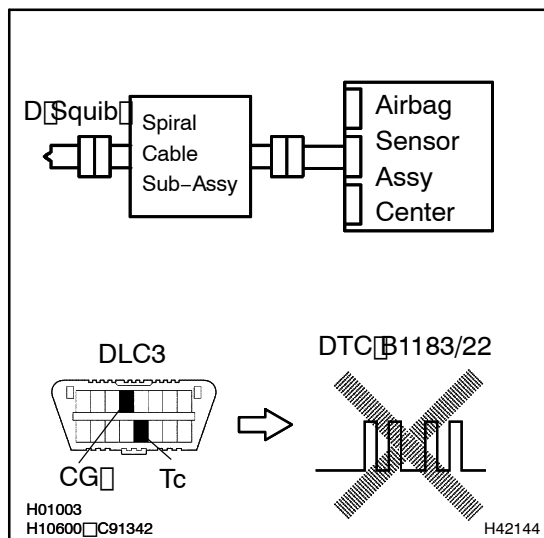 D□Squib□
Spiral
Cable
Sub−Assy
Airbag
Sensor
Assy
Center
DLC3
DTC□B1183/22
CG□
Tc
H01003
H10600□C91342
H42144